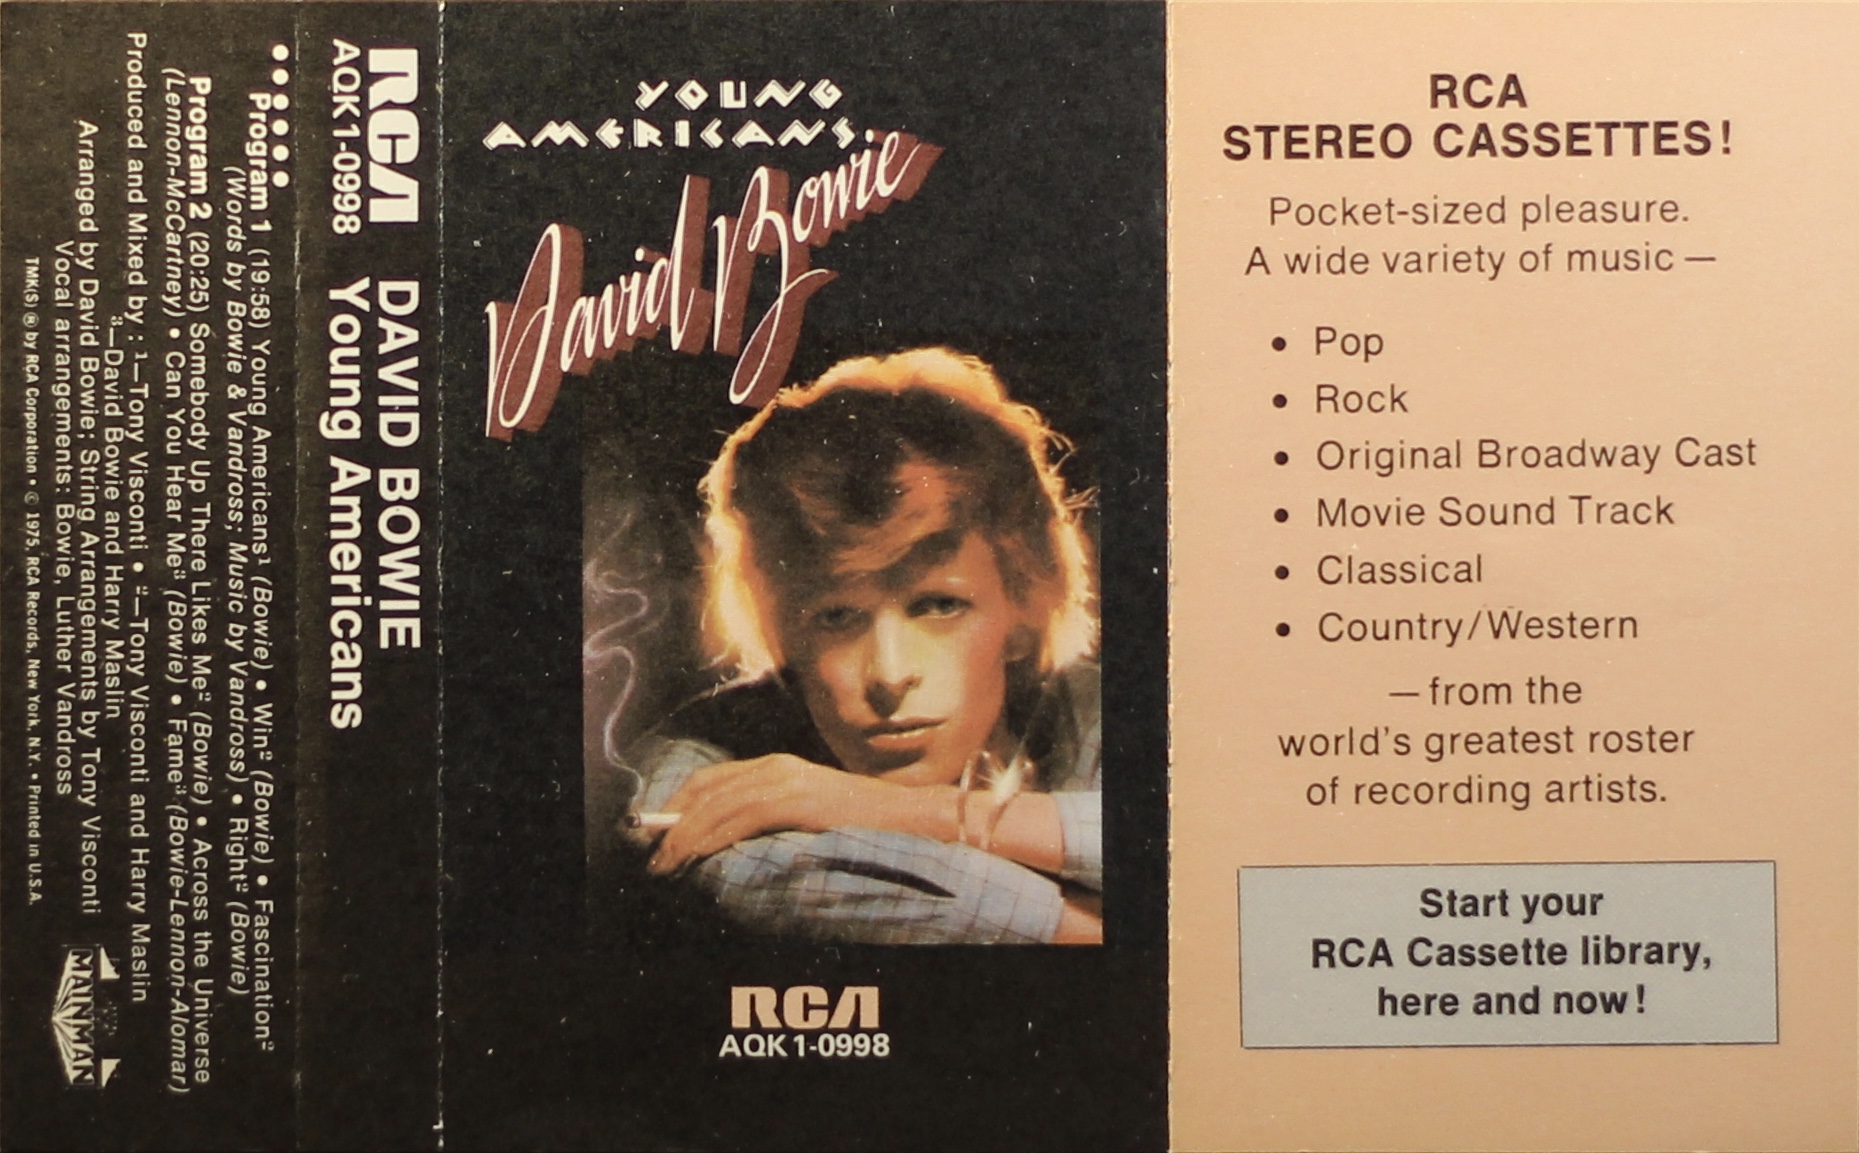 ●●●●●●
Program 1 (19:58) Young Americans¹ (Bowie) • Win² (Bowie) • Fascination²
(Words by Bowie & Vandross; Music by Vandross) • Right² (Bowie)
Program 2 (20:25) Somebody Up There Likes Me² (Bowie) • Across the Universe
(Lennon-McCartney) • Can You Hear Me² (Bowie) • Fame³ (Bowie-Lennon-Alomar)
Produced and Mixed by: ¹—Tony Visconti • ²—Tony Visconti and Harry Maslin
³—David Bowie and Harry Maslin
Arranged by David Bowie; String Arrangements by Tony Visconti
Vocal arrangements: Bowie, Luther Vandross
TMK(S) ® by RCA Corporation • © 1975, RCA Records, New York, N.Y. • Printed in U.S.A.
MAINMAN
RCA DAVID BOWIE
AQK1-0998 Young Americans
YOUNG
AMERICANS.
David Bowie
RCA
AQK1-0998
RCA
STEREO CASSETTES!
Pocket-sized pleasure.
A wide variety of music —
• Pop
• Rock
• Original Broadway Cast
• Movie Sound Track
• Classical
• Country/Western
— from the
world's greatest roster
of recording artists.
Start your
RCA Cassette library,
here and now!